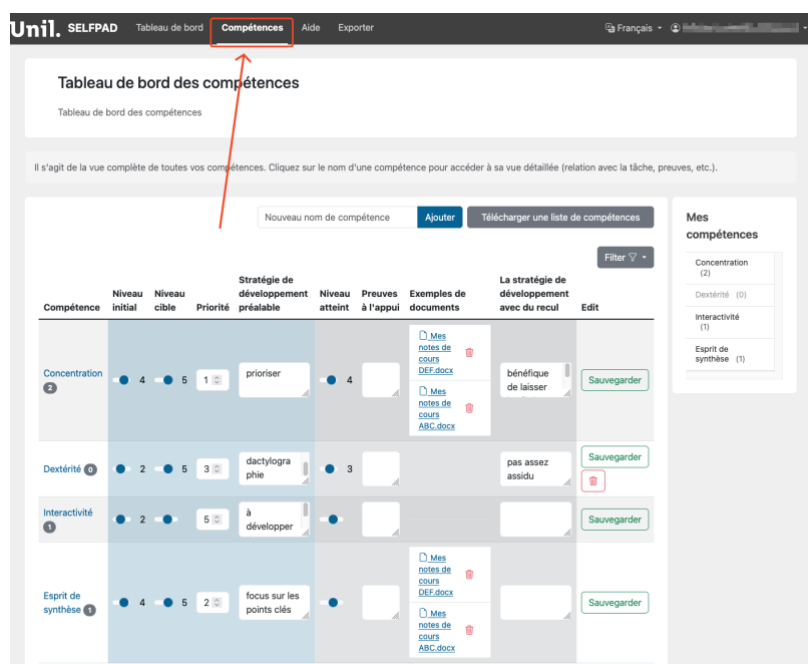 Unil. SELFPAD Tableau de bord Compétences Aide Exporter Français
Tableau de bord des compétences
Tableau de bord des compétences
Il s'agit de la vue complète de toutes vos compétences. Cliquez sur le nom d'une compétence pour accéder à sa vue détaillée (relation avec la tâche, preuves, etc.).
Nouveau nom de compétence Ajouter Télécharger une liste de compétences
Filter
Compétence Niveau initial Niveau cible Priorité Stratégie de développement préalable Niveau atteint Preuves à l'appui Exemples de documents La stratégie de développement avec du recul Edit
Concentration 2 4 5 1 prioriser 4 Mes notes de cours DEF.docx Mes notes de cours ABC.docx bénéfique de laisser Sauvegarder
Dextérité 0 2 5 3 dactylogra phie 3 pas assez assidu Sauvegarder
Interactivité 1 2 5 à développer Sauvegarder
Esprit de synthèse 1 4 5 2 focus sur les points clés Mes notes de cours DEF.docx Mes notes de cours ABC.docx Sauvegarder
Mes compétences
Concentration (2)
Dextérité (0)
Interactivité (1)
Esprit de synthèse (1)